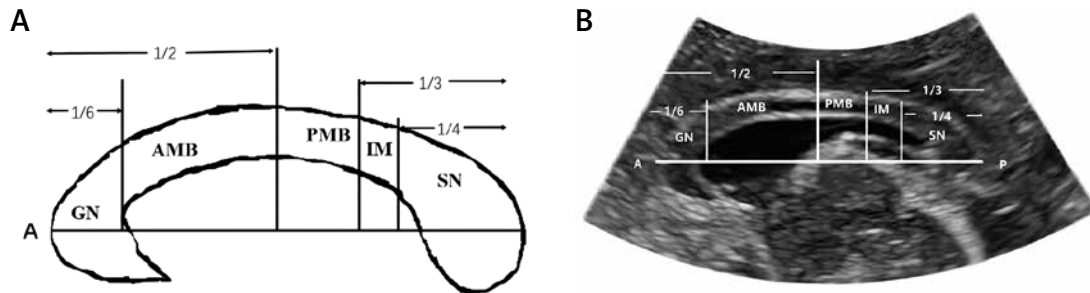 A
1/2
1/3
1/6
1/4
AMB
PMB
IM
SN
GN
A
B
1/2
1/3
1/6
AMB
PMB
IM
1/4
GN
SN
A
P